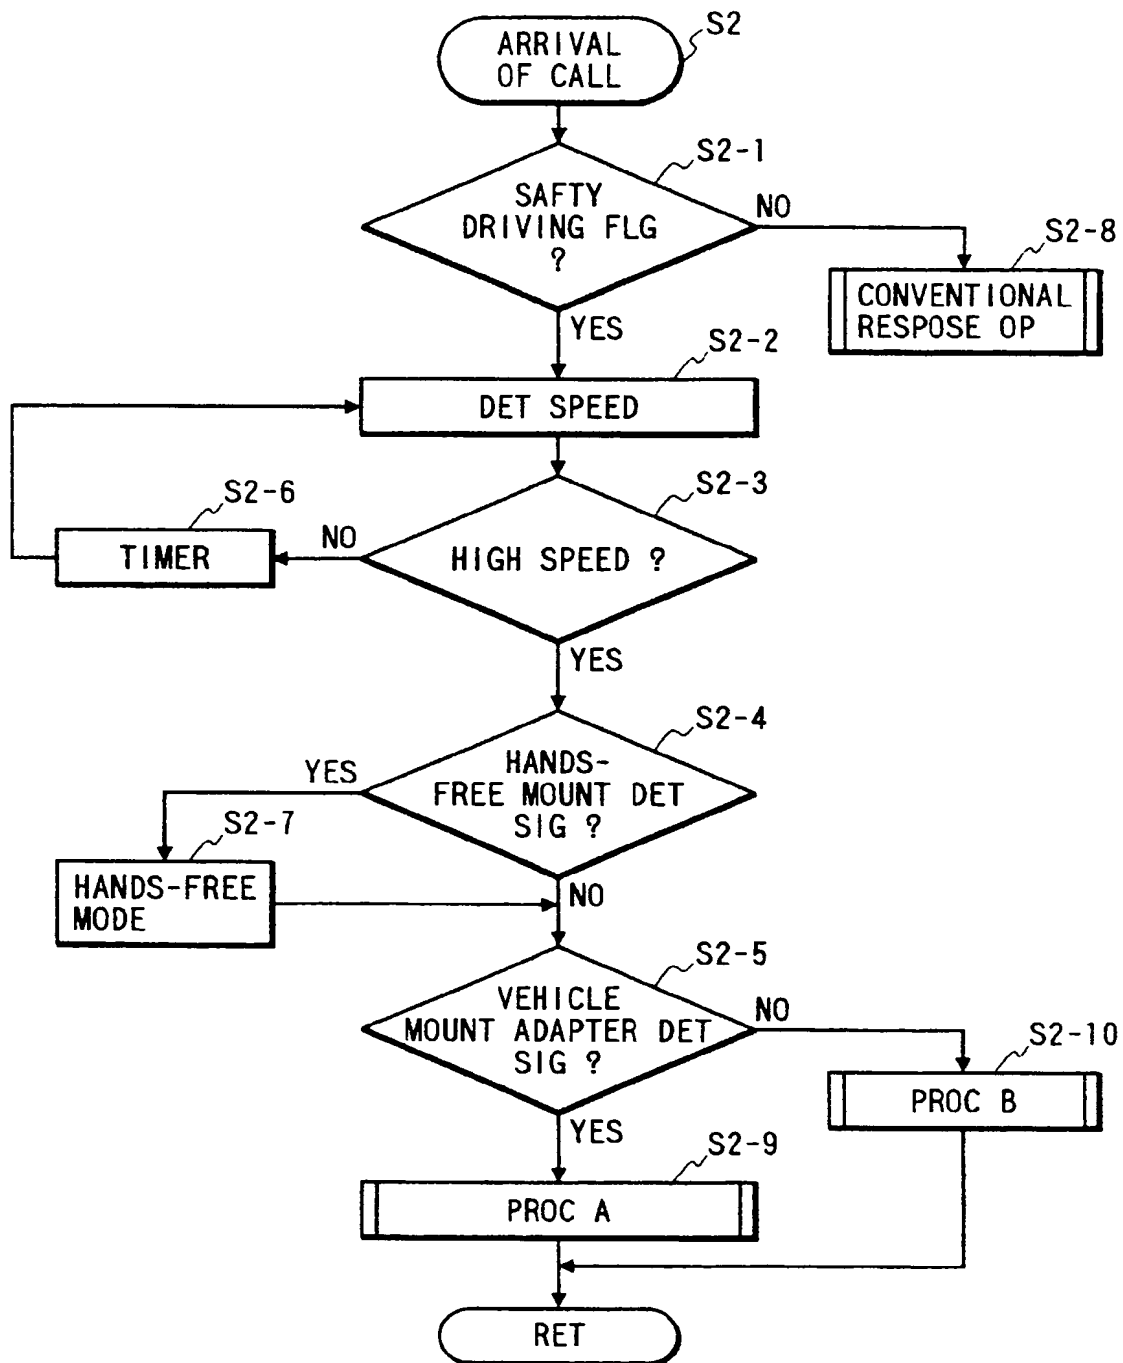 S2
ARRIVAL
OF CALL
S2-1
SAFTY
DRIVING FLG
?
NO
S2-8
CONVENTIONAL
RESPOSE OP
YES
S2-2
DET SPEED
S2-3
HIGH SPEED ?
NO
S2-6
TIMER
YES
S2-4
HANDS-
FREE MOUNT DET
SIG ?
YES
S2-7
HANDS-FREE
MODE
NO
S2-5
VEHICLE
MOUNT ADAPTER DET
SIG ?
NO
S2-10
PROC B
YES
S2-9
PROC A
RET